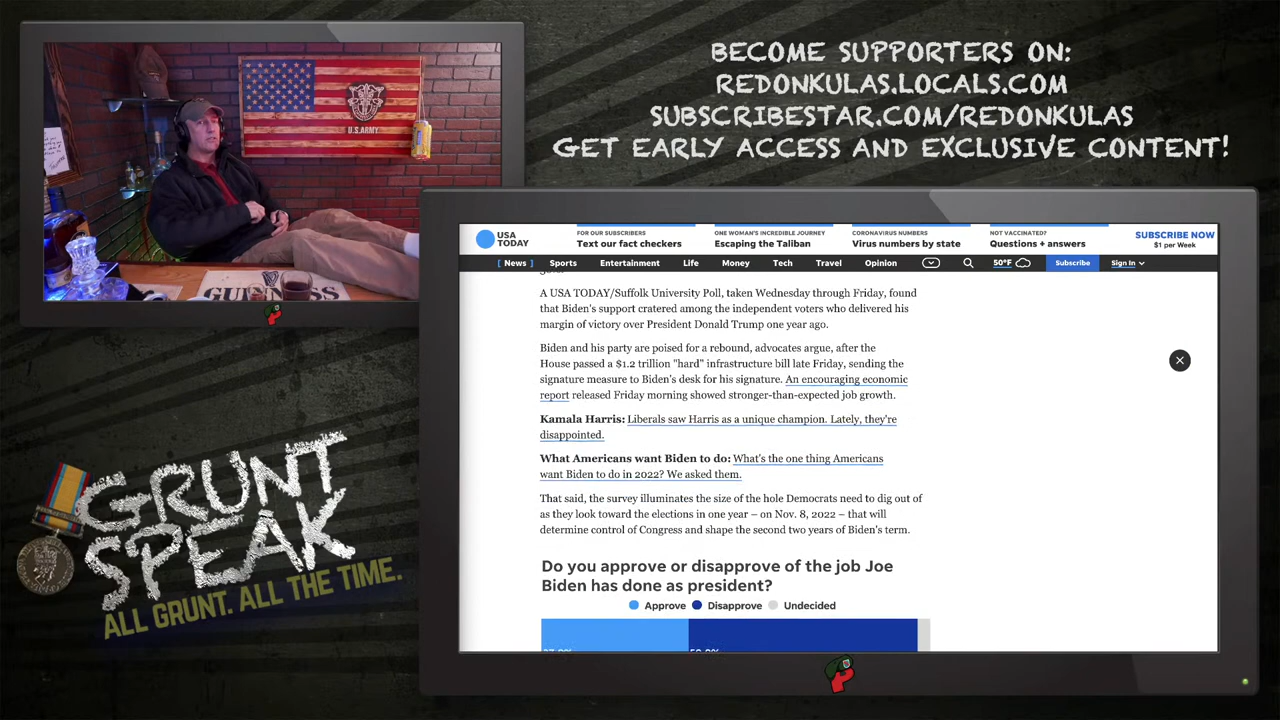 BECOME SUPPORTERS ON:
REDONKULAS.LOCALS.COM
SUBSCRIBESTAR.COM/REDONKULAS
GET EARLY ACCESS AND EXCLUSIVE CONTENT!
U.S. ARMY
GUINNESS
GRUNT
SPEAK
ALL GRUNT. ALL THE TIME.
USA
TODAY
FOR OUR SUBSCRIBERS
Text our fact checkers
ONE WOMAN'S INCREDIBLE JOURNEY
Escaping the Taliban
CORONAVIRUS NUMBERS
Virus numbers by state
NOT VACCINATED?
Questions + answers
SUBSCRIBE NOW
$1 per Week
[ News ] Sports Entertainment Life Money Tech Travel Opinion 50°F Subscribe Sign In
A USA TODAY/Suffolk University Poll, taken Wednesday through Friday, found
that Biden's support cratered among the independent voters who delivered his
margin of victory over President Donald Trump one year ago.
Biden and his party are poised for a rebound, advocates argue, after the
House passed a $1.2 trillion "hard" infrastructure bill late Friday, sending the
signature measure to Biden's desk for his signature. An encouraging economic
report released Friday morning showed stronger-than-expected job growth.
Kamala Harris: Liberals saw Harris as a unique champion. Lately, they're
disappointed.
What Americans want Biden to do: What's the one thing Americans
want Biden to do in 2022? We asked them.
That said, the survey illuminates the size of the hole Democrats need to dig out of
as they look toward the elections in one year – on Nov. 8, 2022 – that will
determine control of Congress and shape the second two years of Biden's term.
Do you approve or disapprove of the job Joe
Biden has done as president?
Approve Disapprove Undecided